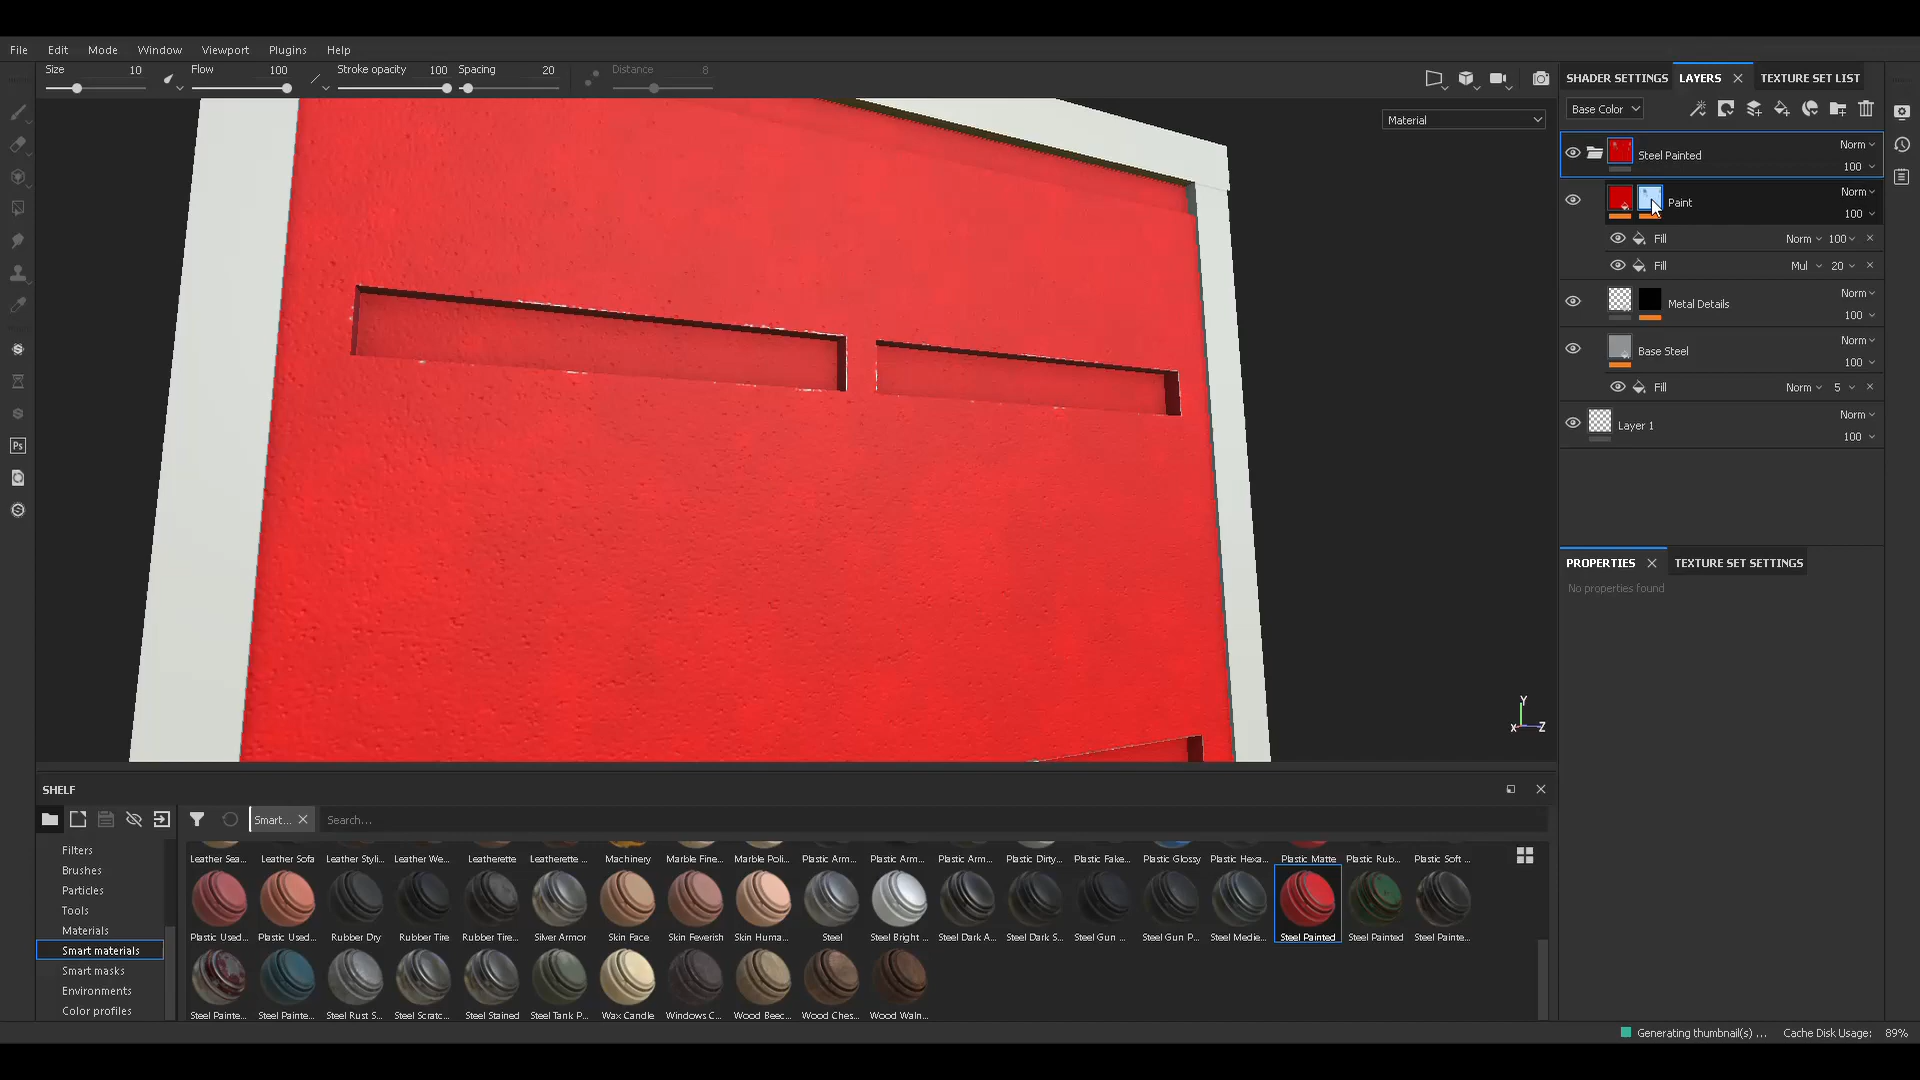 File Edit Mode Window Viewport Plugins Help
Size 10 Flow 100 Stroke opacity 100 Spacing 20 Distance 8
SHADER SETTINGS LAYERS TEXTURE SET LIST
Base Color
Material
Steel Painted Norm 100
Paint Norm 100
Fill Norm 100
Fill Mul 20
Metal Details Norm 100
Base Steel Norm 100
Fill Norm 5
Layer 1 Norm 100
PROPERTIES TEXTURE SET SETTINGS
No properties found
Y
X Z
SHELF
Ps
Smart... Search...
Filters
Brushes
Particles
Tools
Materials
Smart materials
Smart masks
Environments
Color profiles
Leather Sea... Leather Sofa Leather Styli... Leather We... Leatherette Leatherette ... Machinery Marble Fine... Marble Poli... Plastic Arm... Plastic Arm... Plastic Arm... Plastic Dirty... Plastic Fake... Plastic Glossy Plastic Hexa... Plastic Matte Plastic Rub... Plastic Soft ...
Plastic Used... Plastic Used... Rubber Dry Rubber Tire Rubber Tire... Silver Armor Skin Face Skin Feverish Skin Huma... Steel Steel Bright ... Steel Dark A... Steel Dark S... Steel Gun ... Steel Gun P... Steel Medie... Steel Painted Steel Painted Steel Painte...
Steel Painte... Steel Painte... Steel Rust S... Steel Scratc... Steel Stained Steel Tank P... Wax Candle Windows C... Wood Beec... Wood Ches... Wood Waln...
Generating thumbnail(s) ... Cache Disk Usage: 89%